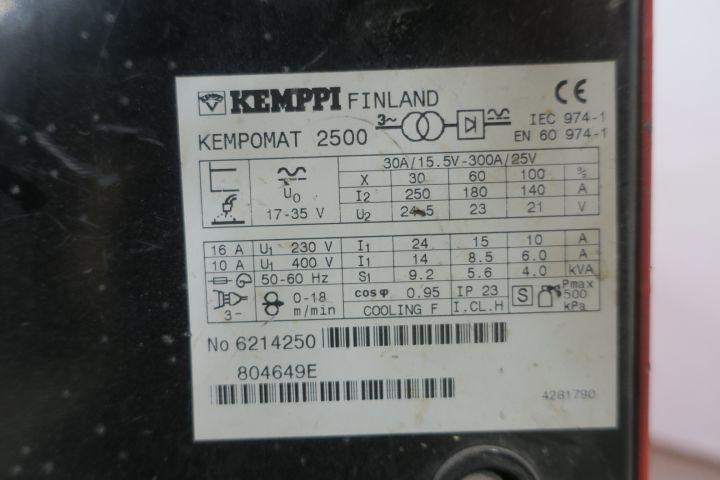 KEMPPI FINLAND CE
KEMPOMAT 2500 3~ IEC 974-1
EN 60 974-1
30A/15.5V-300A/25V
X 30 60 100 %
U0 I2 250 180 140 A
17-35 V U2 24.5 23 21 V
16 A U1 230 V I1 24 15 10 A
10 A U1 400 V I1 14 8.5 6.0 A
50-60 Hz S1 9.2 5.6 4.0 kVA
0-18 m/min cos φ 0.95 IP 23 S Pmax 500 kPa
3~ COOLING F I.CL.H
No 6214250
804649E
4281790